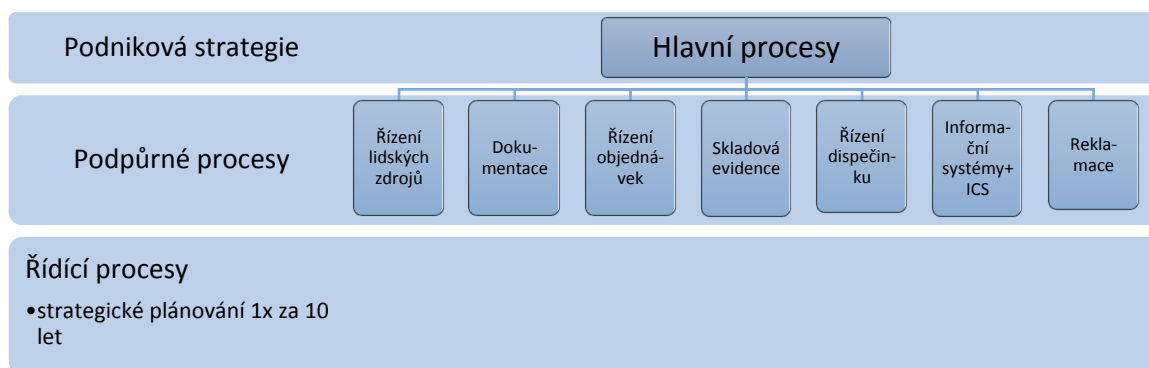 Podniková strategie
Hlavní procesy
Podpůrné procesy
Řízení
lidských
zdrojů
Doku-
mentace
Řízení
objedná-
vek
Skladová
evidence
Řízení
dispečin-
ku
Informa-
ční
systémy+
ICS
Rekla-
mace
Řídící procesy
•strategické plánování 1x za 10
let